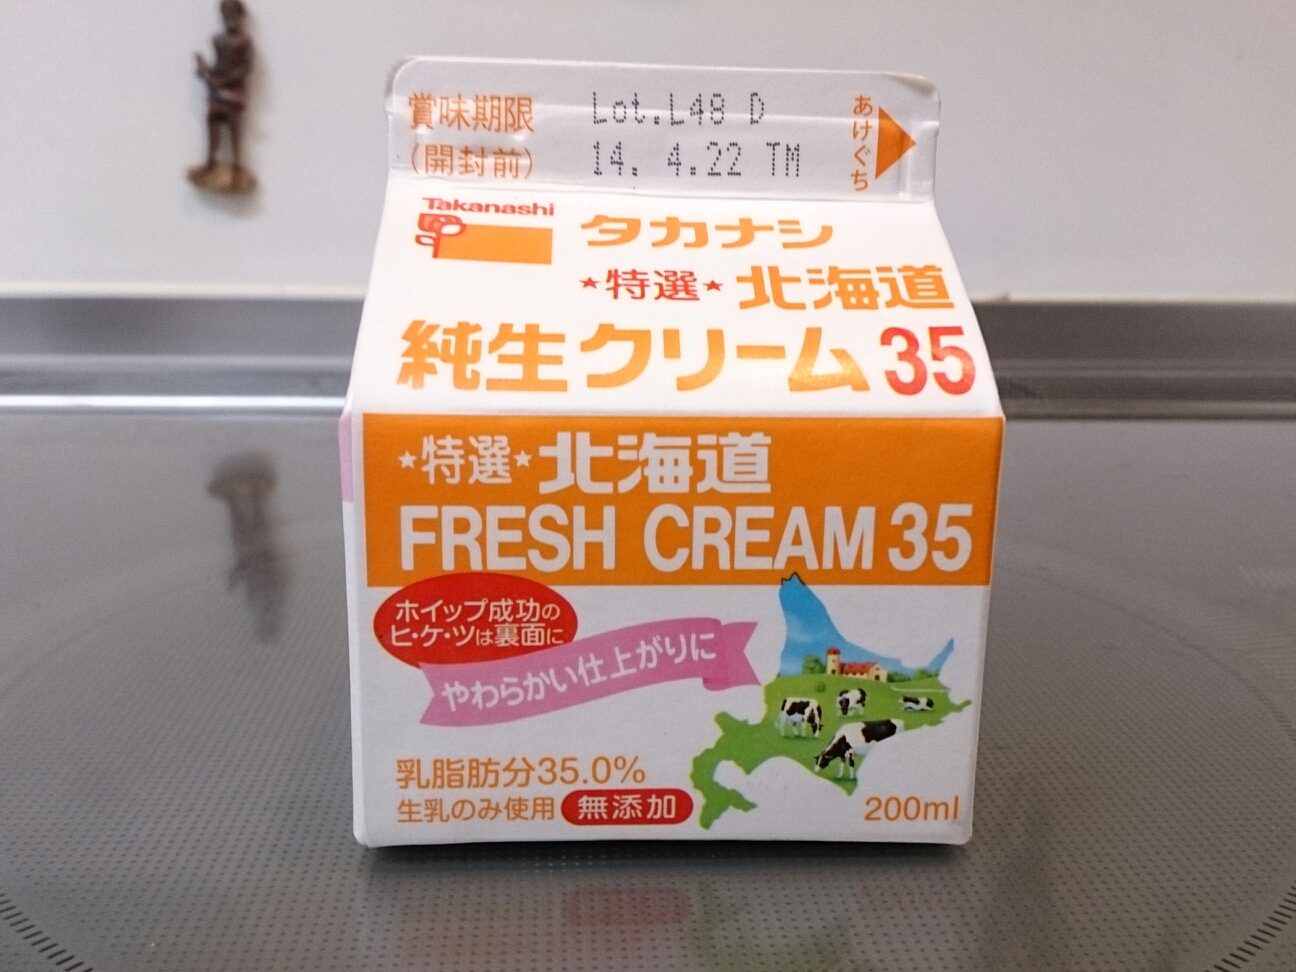 賞味期限 Lot.L48 D
(開封前) 14. 4.22 TM
あけぐち
Takanashi
タカナシ
★特選★北海道
純生クリーム35
★特選★北海道
FRESH CREAM 35
ホイップ成功の
ヒ・ケ・ツは裏面に
やわらかい仕上がりに
乳脂肪分35.0%
生乳のみ使用 無添加
200ml